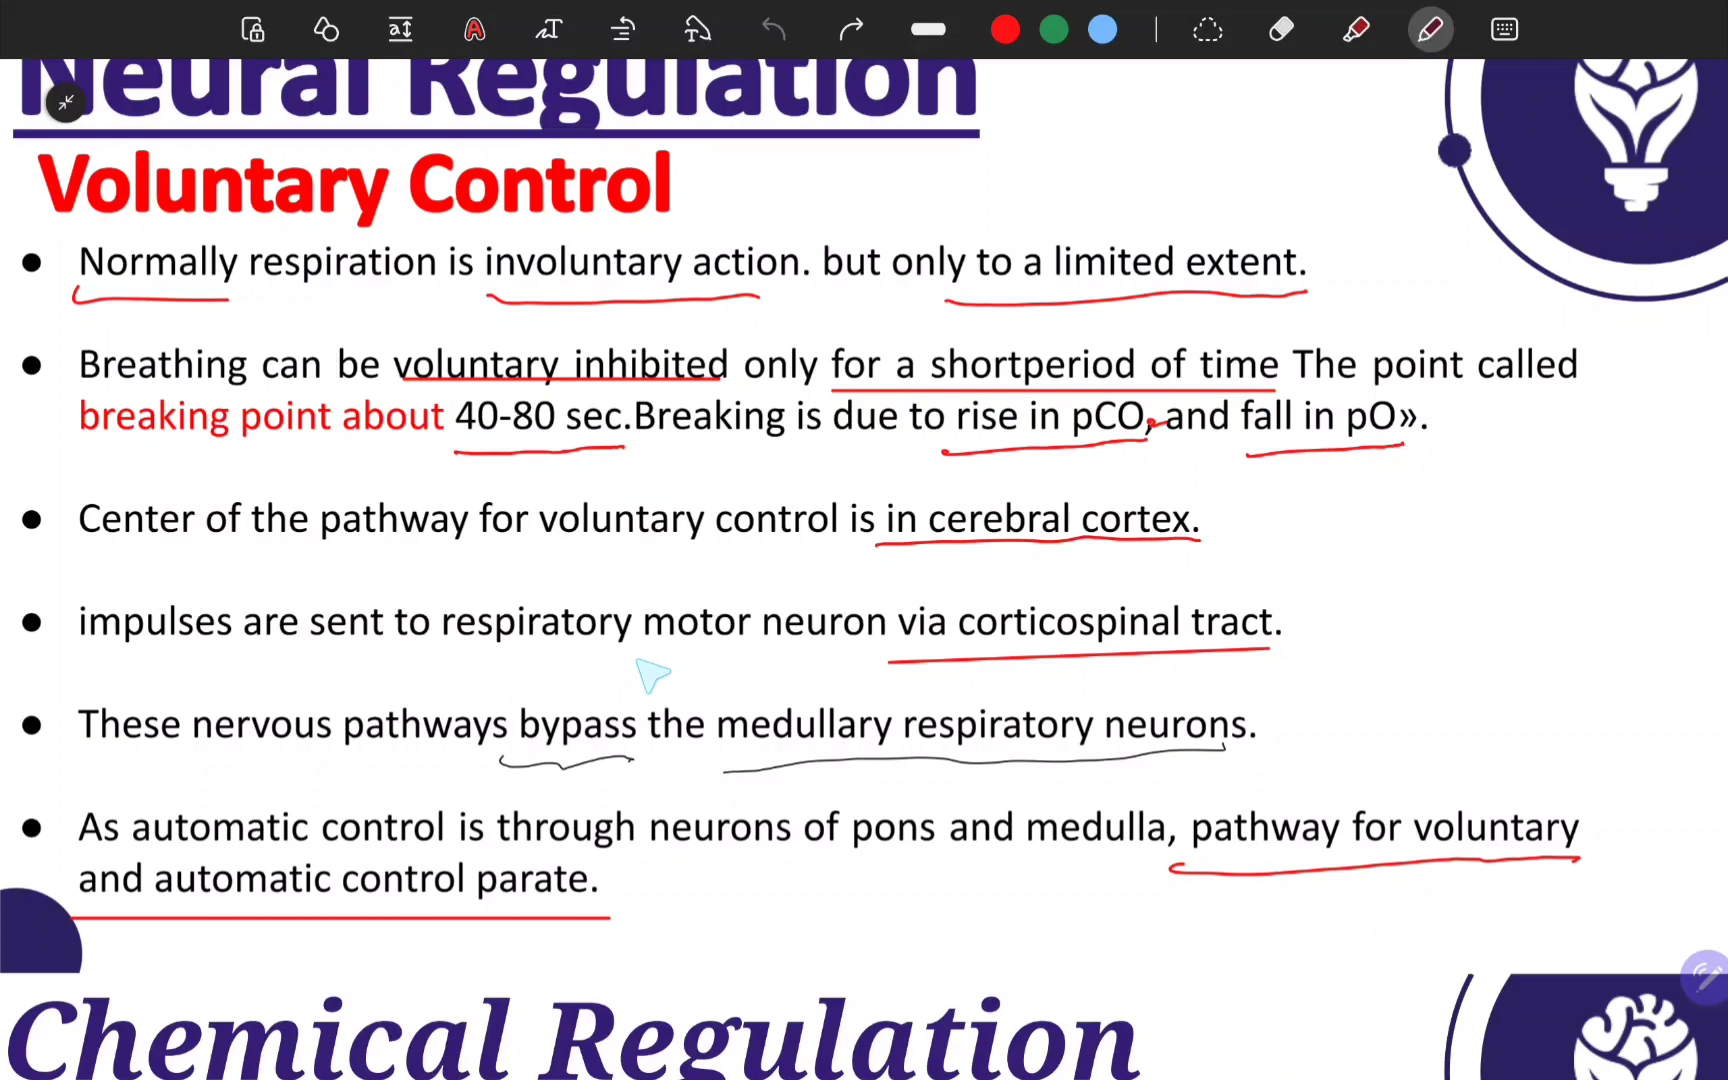 Neural Regulation
Voluntary Control
● Normally respiration is involuntary action. but only to a limited extent.
● Breathing can be voluntary inhibited only for a shortperiod of time The point called
breaking point about 40-80 sec.Breaking is due to rise in pCO, and fall in pO».
● Center of the pathway for voluntary control is in cerebral cortex.
● impulses are sent to respiratory motor neuron via corticospinal tract.
● These nervous pathways bypass the medullary respiratory neurons.
● As automatic control is through neurons of pons and medulla, pathway for voluntary
and automatic control parate.
Chemical Regulation